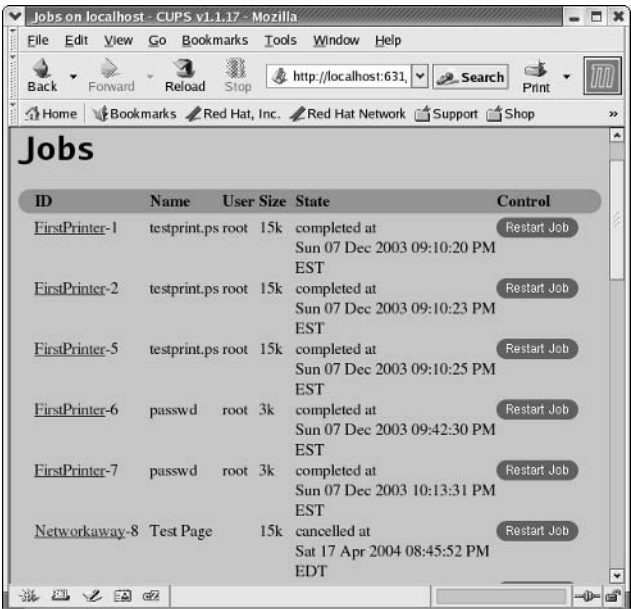 Jobs on localhost - CUPS v1.1.17 - Mozilla
File Edit View Go Bookmarks Tools Window Help
Back Forward Reload Stop http://localhost:631, Search Print
Home Bookmarks Red Hat, Inc. Red Hat Network Support Shop »
Jobs
ID Name User Size State Control
FirstPrinter-1 testprint.ps root 15k completed at Restart Job
Sun 07 Dec 2003 09:10:20 PM
EST
FirstPrinter-2 testprint.ps root 15k completed at Restart Job
Sun 07 Dec 2003 09:10:23 PM
EST
FirstPrinter-5 testprint.ps root 15k completed at Restart Job
Sun 07 Dec 2003 09:10:25 PM
EST
FirstPrinter-6 passwd root 3k completed at Restart Job
Sun 07 Dec 2003 09:42:30 PM
EST
FirstPrinter-7 passwd root 3k completed at Restart Job
Sun 07 Dec 2003 10:13:31 PM
EST
Networkaway-8 Test Page 15k cancelled at Restart Job
Sat 17 Apr 2004 08:45:52 PM
EDT